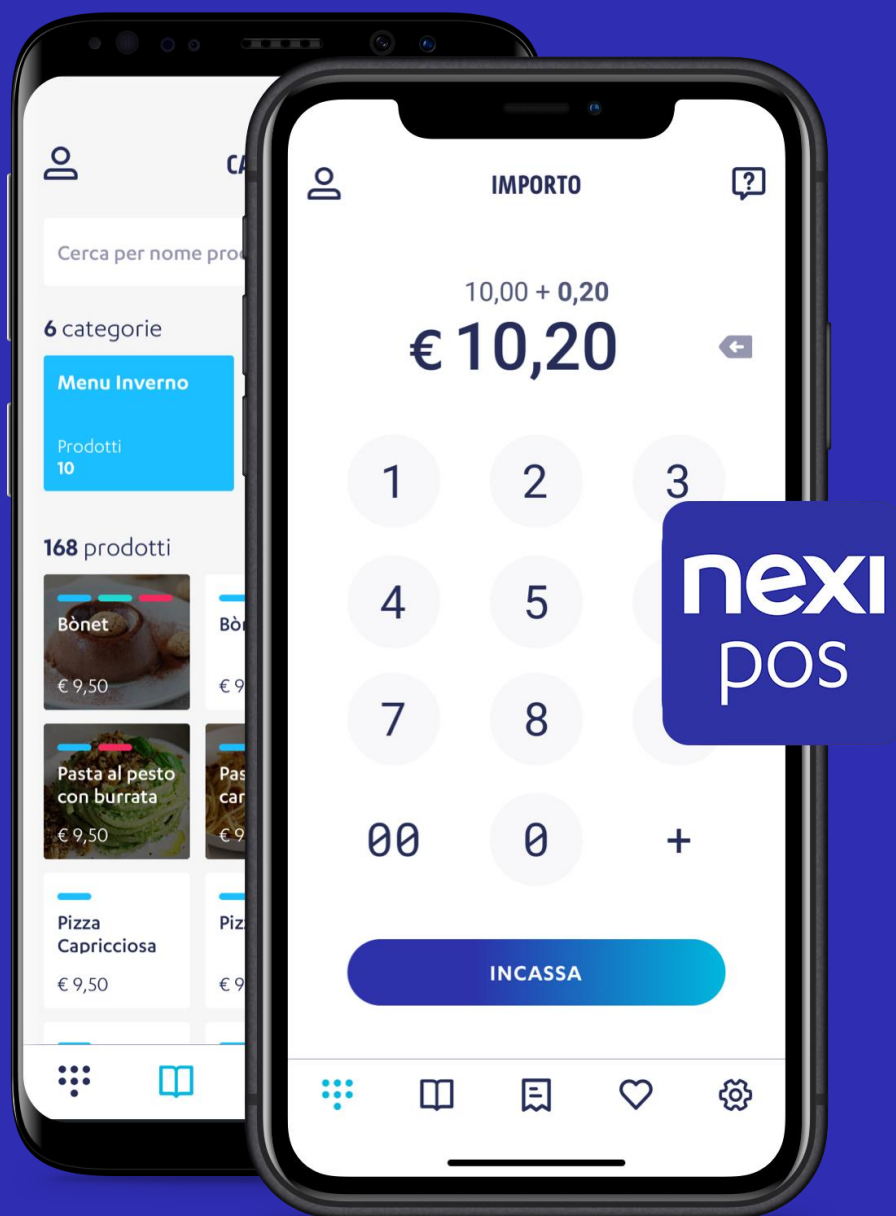 Cerca per nome
6 categorie
Menu Inverno
Prodotti
10
168 prodotti
Bònet
€ 9,50
Pasta al pesto
con burrata
€ 9,50
Pizza
Capricciosa
€ 9,50
IMPORTO
10,00 + 0,20
€ 10,20
1 2 3
4 5
7 8
00 0 +
INCASSA
nexi
pos